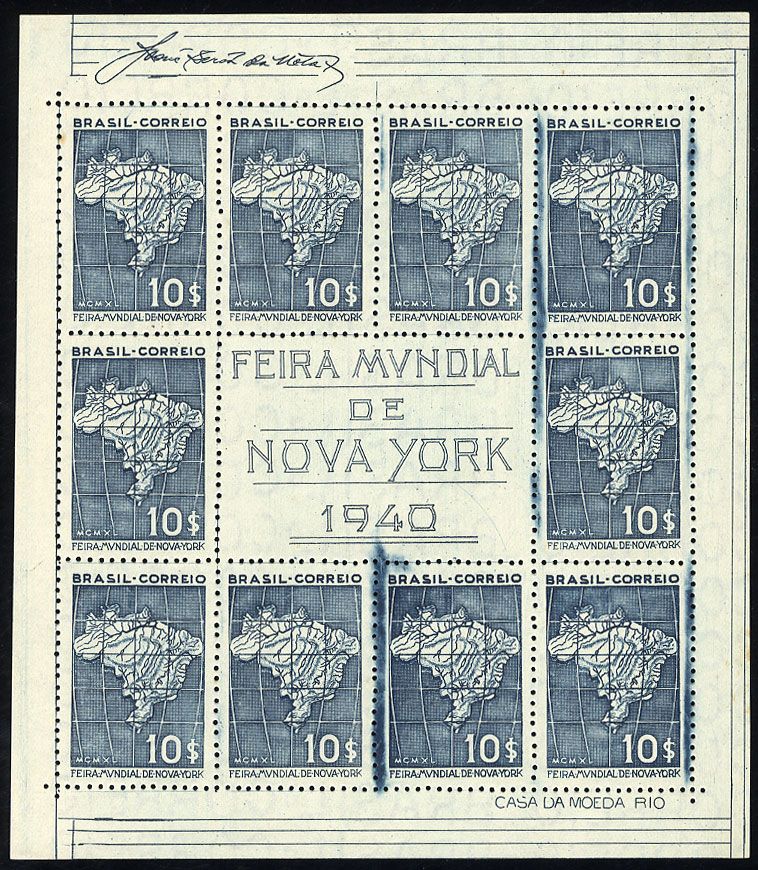 BRASIL-CORREIO BRASIL-CORREIO BRASIL-CORREIO BRASIL-CORREIO
MCMXL 10$ MCMXL 10$ MCMXL 10$ MCMXL 10$
FEIRA MVNDIAL DE NOVA YORK FEIRA MVNDIAL DE NOVA YORK FEIRA MVNDIAL DE NOVA YORK FEIRA MVNDIAL DE NOVA YORK
BRASIL-CORREIO
MCMXL 10$
FEIRA MVNDIAL DE NOVA YORK
FEIRA MVNDIAL
DE
NOVA YORK
1940
BRASIL-CORREIO
MCMXL 10$
FEIRA MVNDIAL DE NOVA YORK
BRASIL-CORREIO BRASIL-CORREIO BRASIL-CORREIO BRASIL-CORREIO
MCMXL 10$ MCMXL 10$ MCMXL 10$ MCMXL 10$
FEIRA MVNDIAL DE NOVA YORK FEIRA MVNDIAL DE NOVA YORK FEIRA MVNDIAL DE NOVA YORK FEIRA MVNDIAL DE NOVA YORK
CASA DA MOEDA RIO